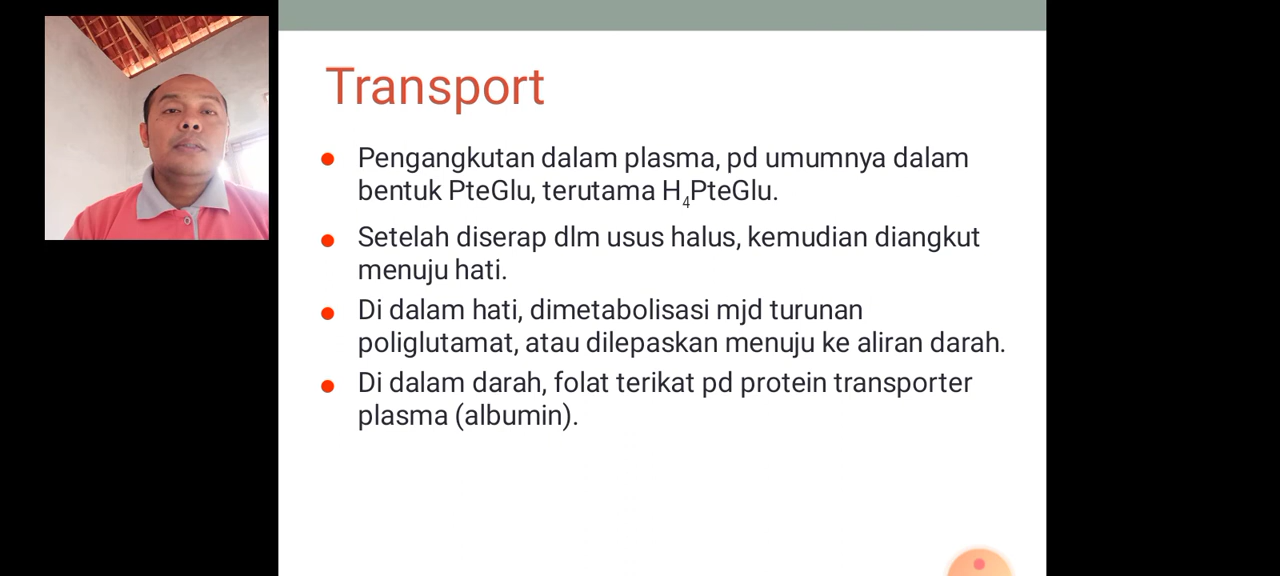 Transport
Pengangkutan dalam plasma, pd umumnya dalam
bentuk PteGlu, terutama H₄PteGlu.
Setelah diserap dlm usus halus, kemudian diangkut
menuju hati.
Di dalam hati, dimetabolisasi mjd turunan
poliglutamat, atau dilepaskan menuju ke aliran darah.
Di dalam darah, folat terikat pd protein transporter
plasma (albumin).